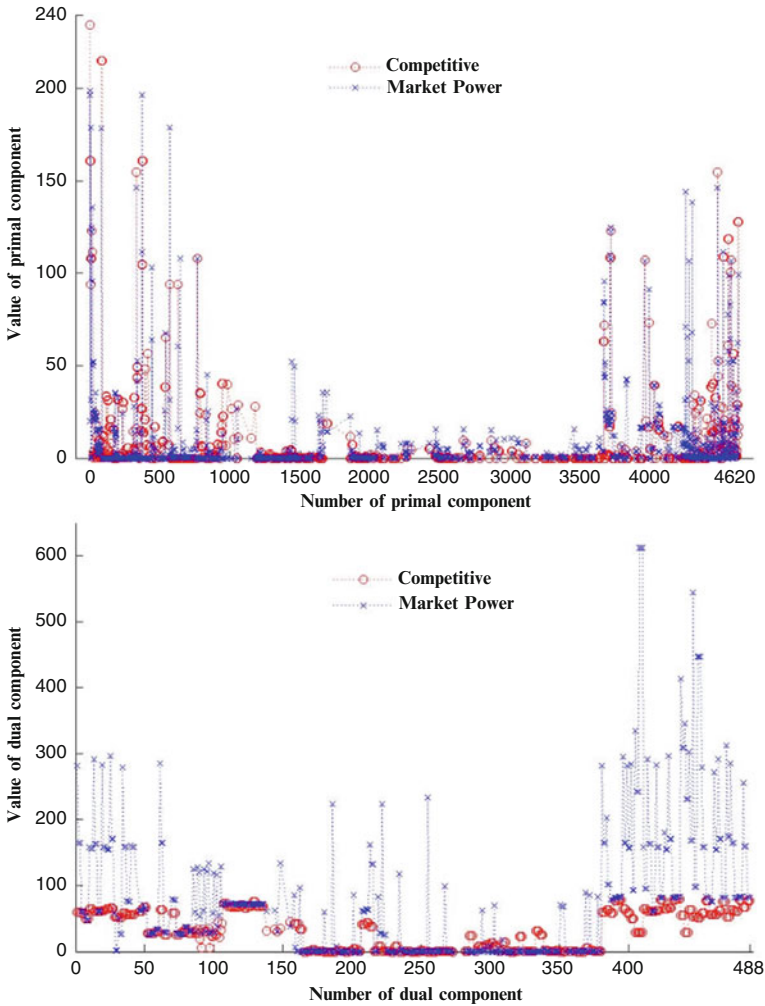 240
200
150
100
50
0
Value of primal component
Competitive
Market Power
0 500 1000 1500 2000 2500 3000 3500 4000 4620
Number of primal component
600
500
400
300
200
100
0
Value of dual component
Competitive
Market Power
0 50 100 150 200 250 300 350 400 488
Number of dual component